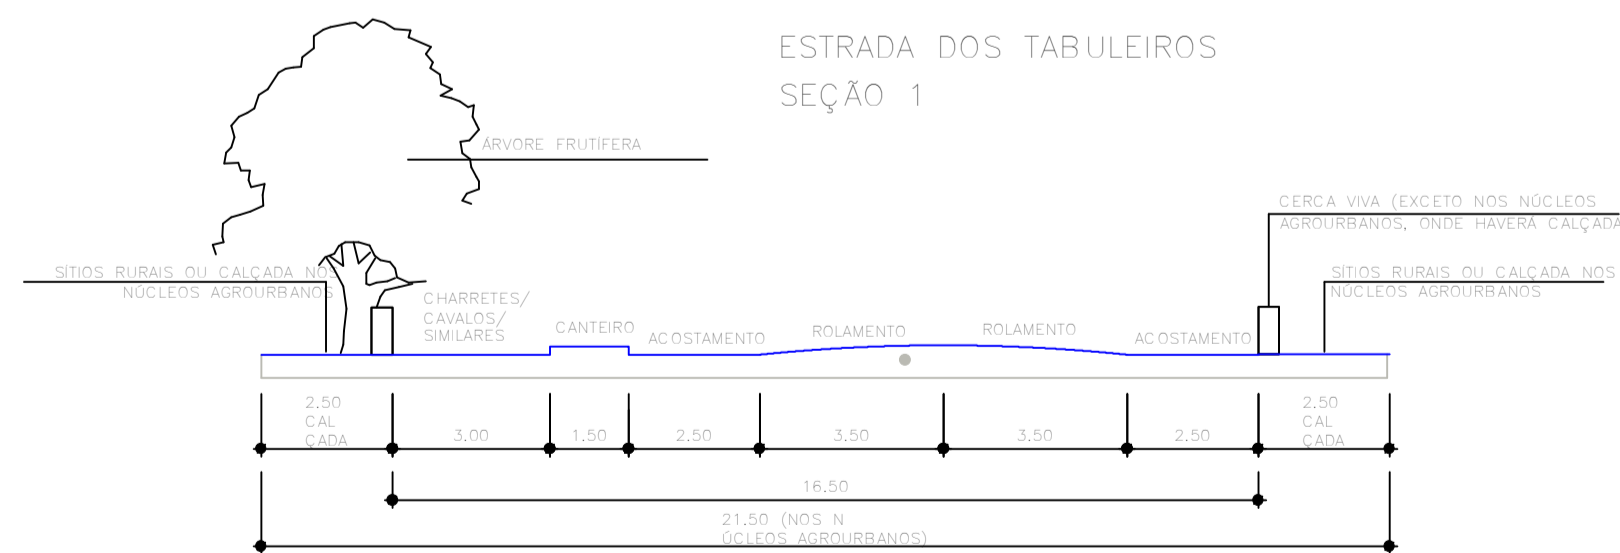 ESTRADA DOS TABULEIROS
SEÇÃO 1
ÁRVORE FRUTÍFERA
CERCA VIVA (EXCETO NOS NÚCLEOS
AGROURBANOS, ONDE HAVERÁ CALÇADA
SÍTIOS RURAIS OU CALÇADA NOS
NÚCLEOS AGROURBANOS
SÍTIOS RURAIS OU CALÇADA NOS
NÚCLEOS AGROURBANOS
CHARRETES/
CAVALOS/
SIMILARES
CANTEIRO
ACOSTAMENTO
ROLAMENTO
ROLAMENTO
ACOSTAMENTO
2.50
CAL
ÇADA
3.00
1.50
2.50
3.50
3.50
2.50
2.50
CAL
ÇADA
16.50
21.50 (NOS N
ÚCLEOS AGROURBANOS)